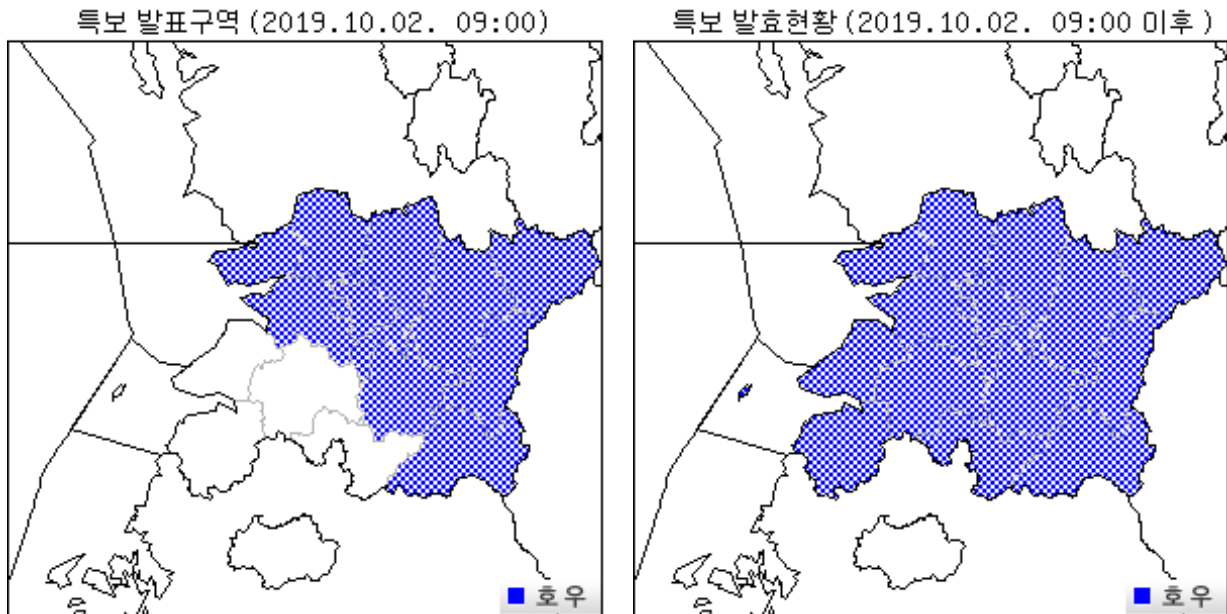 특보 발표구역 (2019.10.02. 09:00)
특보 발효현황 (2019.10.02. 09:00 이후 )
호우
호우